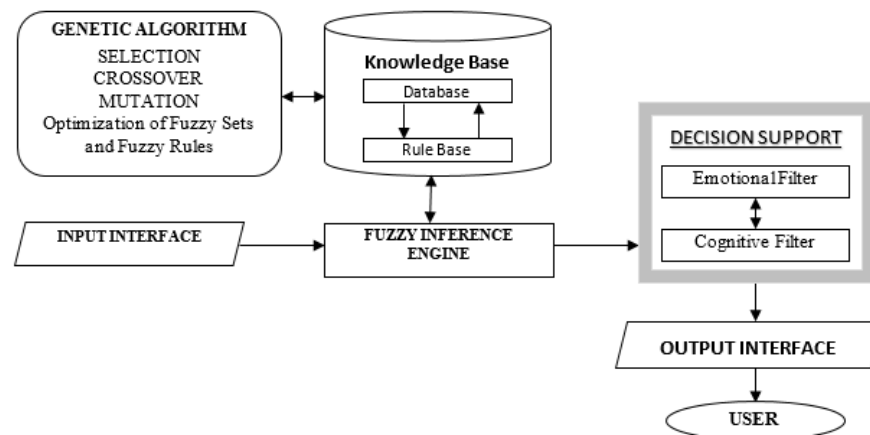 GENETIC ALGORITHM
SELECTION
CROSSOVER
MUTATION
Optimization of Fuzzy Sets
and Fuzzy Rules
Knowledge Base
Database
Rule Base
DECISION SUPPORT
EmotionalFilter
Cognitive Filter
INPUT INTERFACE
FUZZY INFERENCE
ENGINE
OUTPUT INTERFACE
USER